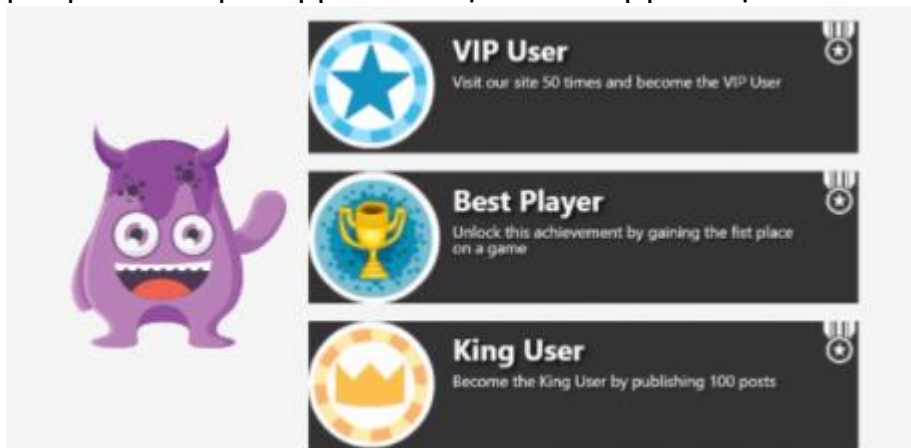 VIP User
Visit our site 50 times and become the VIP User
Best Player
Unlock this achievement by gaining the fist place
on a game
King User
Become the King User by publishing 100 posts